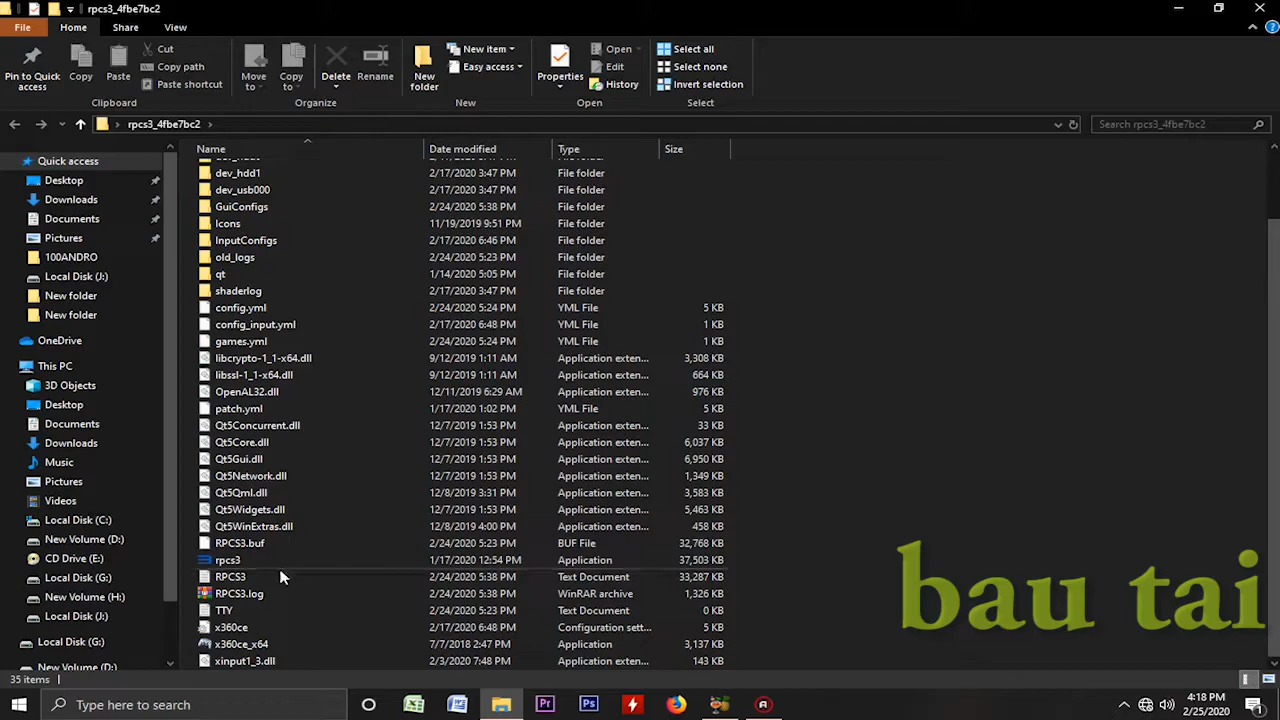 rpcs3_4fbe7bc2
File Home Share View
Pin to Quick access
Copy
Paste
Cut
Copy path
Paste shortcut
Clipboard
Move to
Copy to
Delete
Rename
Organize
New folder
New item
Easy access
New
Properties
Open
Edit
History
Open
Select all
Select none
Invert selection
Select
rpcs3_4fbe7bc2
Search rpcs3_4fbe7bc2
Quick access
Desktop
Downloads
Documents
Pictures
100ANDRO
Local Disk (J:)
New folder
New folder
OneDrive
This PC
3D Objects
Desktop
Documents
Downloads
Music
Pictures
Videos
Local Disk (C:)
New Volume (D:)
CD Drive (E:)
Local Disk (G:)
New Volume (H:)
Local Disk (J:)
Local Disk (G:)
New Volume (D:)
Name Date modified Type Size
dev_hdd1 2/17/2020 3:47 PM File folder
dev_usb000 2/17/2020 3:47 PM File folder
GuiConfigs 2/24/2020 5:38 PM File folder
Icons 11/19/2019 9:51 PM File folder
InputConfigs 2/17/2020 6:46 PM File folder
old_logs 2/24/2020 5:23 PM File folder
qt 1/14/2020 5:05 PM File folder
shaderlog 2/17/2020 3:47 PM File folder
config.yml 2/24/2020 5:24 PM YML File 5 KB
config_input.yml 2/17/2020 6:48 PM YML File 1 KB
games.yml 2/24/2020 5:24 PM YML File 1 KB
libcrypto-1_1-x64.dll 9/12/2019 1:11 AM Application exten... 3,308 KB
libssl-1_1-x64.dll 9/12/2019 1:11 AM Application exten... 664 KB
OpenAL32.dll 12/11/2019 6:29 AM Application exten... 976 KB
patch.yml 1/17/2020 1:02 PM YML File 5 KB
Qt5Concurrent.dll 12/7/2019 1:53 PM Application exten... 33 KB
Qt5Core.dll 12/7/2019 1:53 PM Application exten... 6,037 KB
Qt5Gui.dll 12/7/2019 1:53 PM Application exten... 6,950 KB
Qt5Network.dll 12/7/2019 1:53 PM Application exten... 1,349 KB
Qt5Qml.dll 12/8/2019 3:31 PM Application exten... 3,583 KB
Qt5Widgets.dll 12/7/2019 1:53 PM Application exten... 5,463 KB
Qt5WinExtras.dll 12/8/2019 4:00 PM Application exten... 458 KB
RPCS3.buf 2/24/2020 5:23 PM BUF File 32,768 KB
rpcs3 1/17/2020 12:54 PM Application 37,503 KB
RPCS3 2/24/2020 5:38 PM Text Document 33,287 KB
RPCS3.log 2/24/2020 5:38 PM WinRAR archive 1,326 KB
TTY 2/24/2020 5:23 PM Text Document 0 KB
x360ce 2/17/2020 6:48 PM Configuration sett... 5 KB
x360ce_x64 7/7/2018 2:47 PM Application 3,137 KB
xinput1_3.dll 2/3/2020 7:48 PM Application exten... 143 KB
bau tai
35 items
Type here to search
4:18 PM
2/25/2020
1